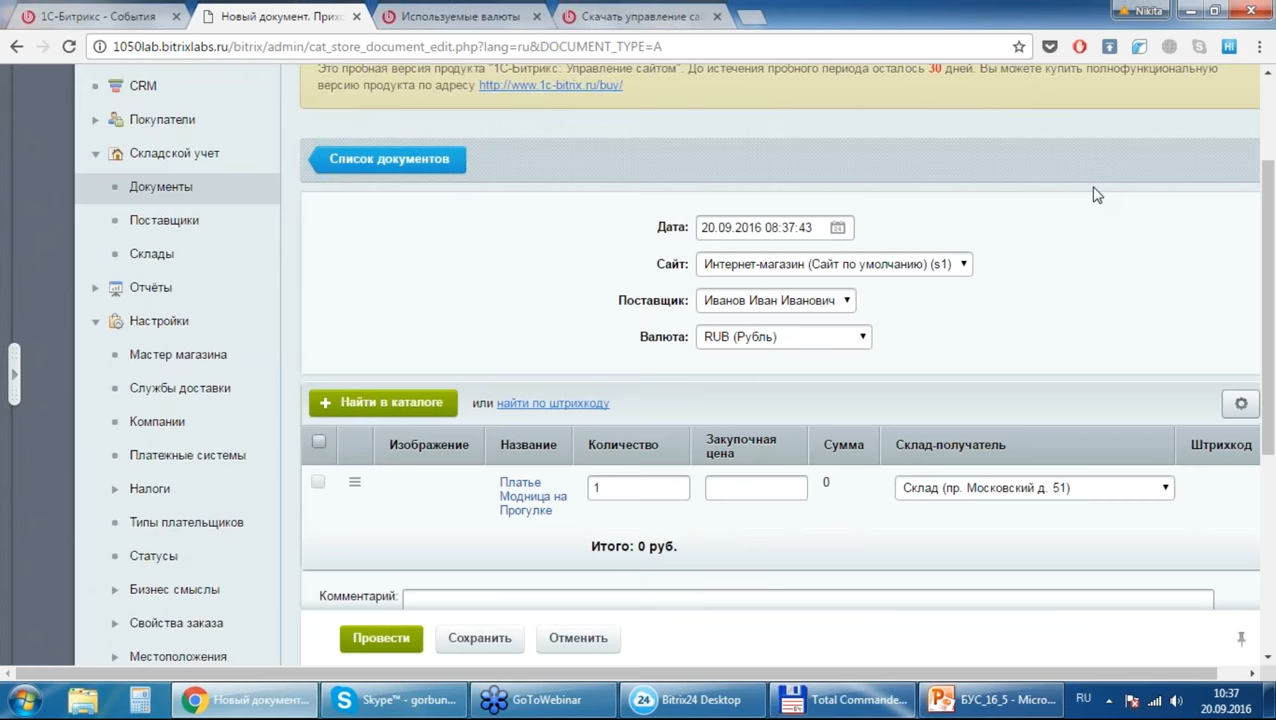 1С-Битрикс - События
Новый документ. Прихо
Используемые валюты
Скачать управление сай
Nikita
1050lab.bitrixlabs.ru/bitrix/admin/cat_store_document_edit.php?lang=ru&DOCUMENT_TYPE=A
Это пробная версия продукта "1С-Битрикс: Управление сайтом". До истечения пробного периода осталось 30 дней. Вы можете купить полнофункциональную
версию продукта по адресу http://www.1c-bitrix.ru/buy/
CRM
Покупатели
Складской учет
Документы
Поставщики
Склады
Отчёты
Настройки
Мастер магазина
Службы доставки
Компании
Платежные системы
Налоги
Типы плательщиков
Статусы
Бизнес смыслы
Свойства заказа
Местоположения
Список документов
Дата: 20.09.2016 08:37:43
Сайт: Интернет-магазин (Сайт по умолчанию) (s1)
Поставщик: Иванов Иван Иванович
Валюта: RUB (Рубль)
+ Найти в каталоге или найти по штрихкоду
Изображение Название Количество Закупочная цена Сумма Склад-получатель Штрихкод
Платье
Модница на
Прогулке
1 0 Склад (пр. Московский д. 51)
Итого: 0 руб.
Комментарий:
Провести Сохранить Отменить
Новый документ...
Skype™ - gorbun...
GoToWebinar
24 Bitrix24 Desktop
Total Commande...
БУС_16_5 - Micro...
RU
10:37
20.09.2016
Hi